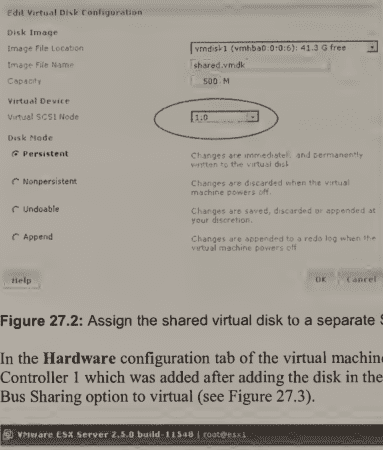 Edit Virtual Disk Configuration
Disk Image
Image File Location vmdisk1 (vmhba0:0:0:6): 41.3 G free
Image File Name shared.vmdk
Capacity 500 M
Virtual Device
Virtual SCSI Node 1:0
Disk Mode
Persistent Changes are immediately and permanently
written to the virtual disk
Nonpersistent Changes are discarded when the virtual
machine powers off.
Undoable Changes are saved, discarded or appended at
your discretion.
Append Changes are appended to a redo log when the
virtual machine powers off
Help OK Cancel
Figure 27.2: Assign the shared virtual disk to a separate S
In the Hardware configuration tab of the virtual machine
Controller 1 which was added after adding the disk in the
Bus Sharing option to virtual (see Figure 27.3).
VMware ESX Server 2.5.0 build-11548 | root@esx1